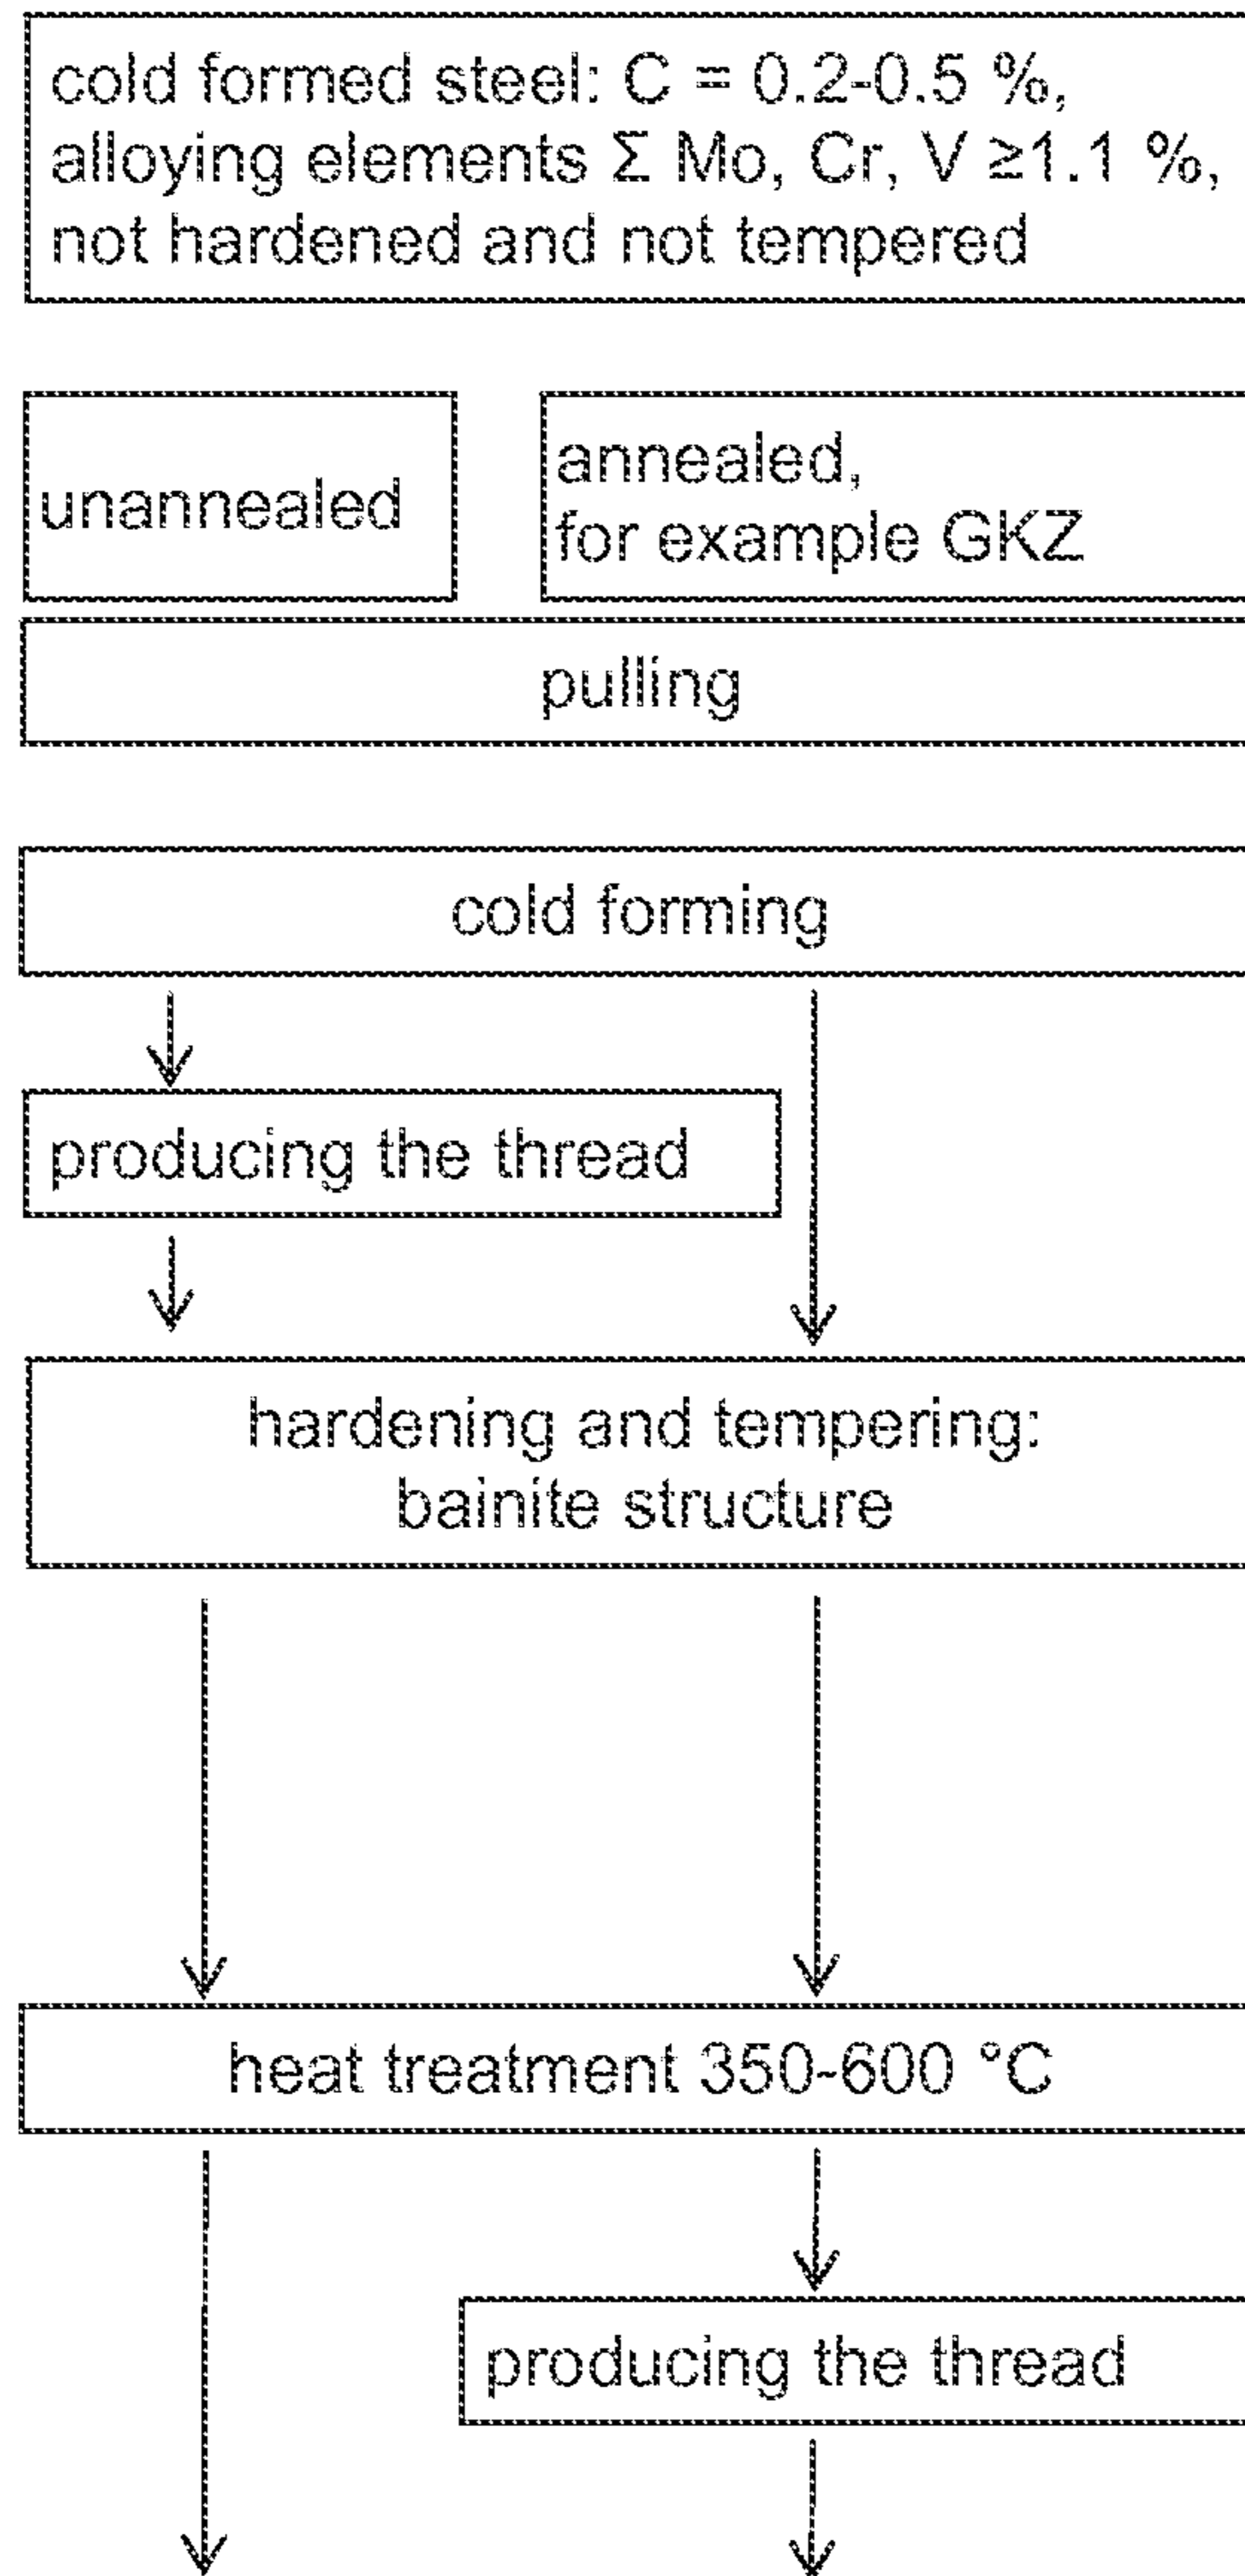 cold formed steel: C = 0.2-0.5 %,
alloying elements Σ Mo, Cr, V ≥1.1 %,
not hardened and not tempered
unannealed
annealed,
for example GKZ
pulling
cold forming
producing the thread
hardening and tempering:
bainite structure
heat treatment 350-600 °C
producing the thread